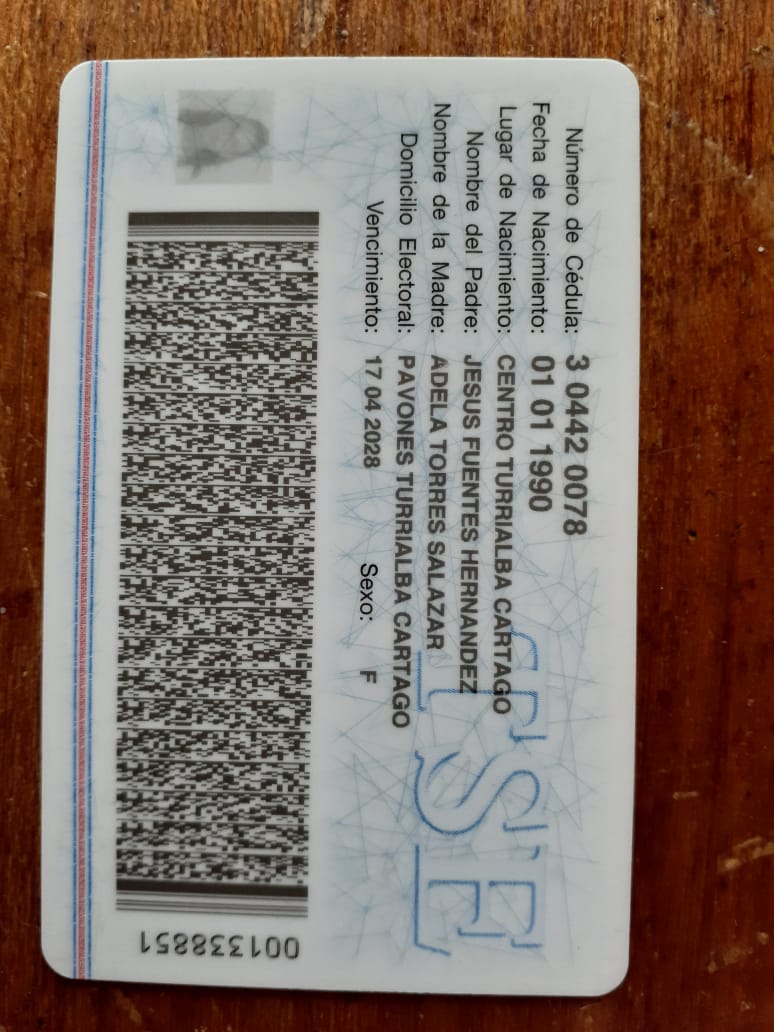 Número de Cédula: 3 0442 0078
Fecha de Nacimiento: 01 01 1990
Lugar de Nacimiento: CENTRO TURRIALBA CARTAGO
Nombre del Padre: JESUS FUENTES HERNANDEZ
Nombre de la Madre: ADELA TORRES SALAZAR
Domicilio Electoral: PAVONES TURRIALBA CARTAGO
Vencimiento: 17 04 2028 Sexo: F
TSE
001338851